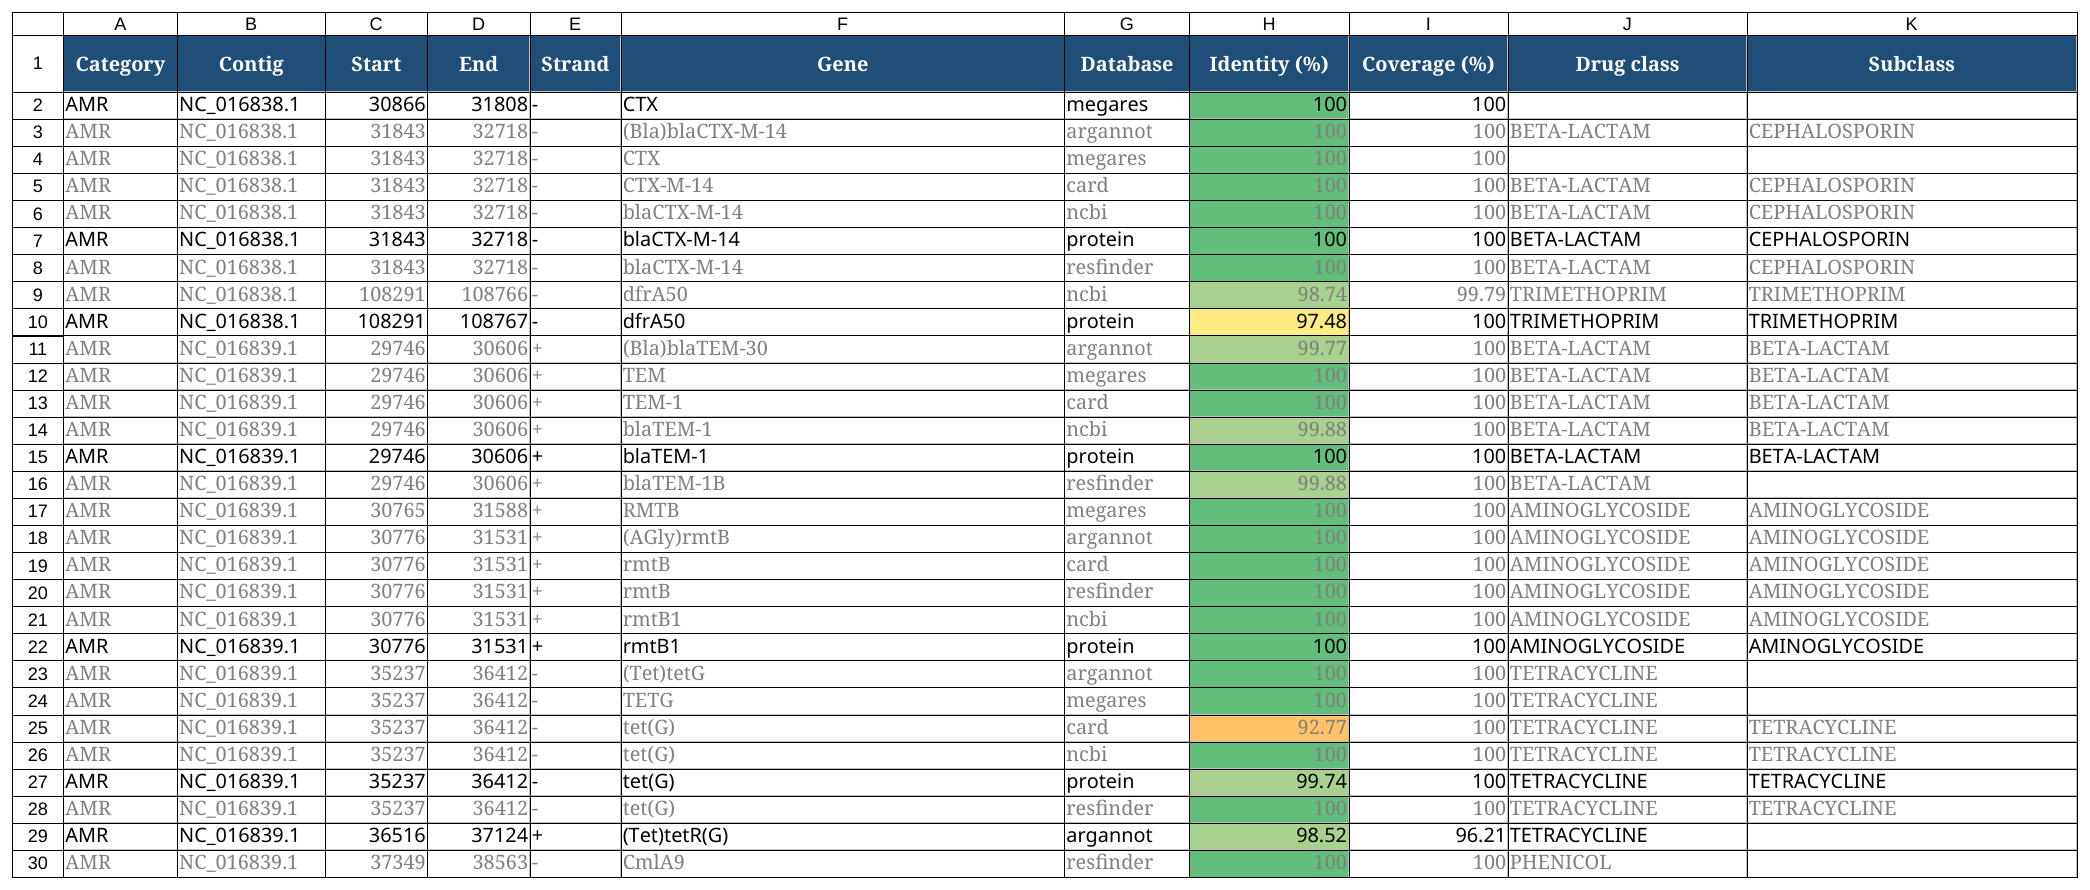 A B C D E F G H I J K
1 Category Contig Start End Strand Gene Database Identity (%) Coverage (%) Drug class Subclass
2 AMR NC_016838.1 30866 31808 - CTX megares 100 100
3 AMR NC_016838.1 31843 32718 - (Bla)blaCTX-M-14 argannot 100 100 BETA-LACTAM CEPHALOSPORIN
4 AMR NC_016838.1 31843 32718 - CTX megares 100 100
5 AMR NC_016838.1 31843 32718 - CTX-M-14 card 100 100 BETA-LACTAM CEPHALOSPORIN
6 AMR NC_016838.1 31843 32718 - blaCTX-M-14 ncbi 100 100 BETA-LACTAM CEPHALOSPORIN
7 AMR NC_016838.1 31843 32718 - blaCTX-M-14 protein 100 100 BETA-LACTAM CEPHALOSPORIN
8 AMR NC_016838.1 31843 32718 - blaCTX-M-14 resfinder 100 100 BETA-LACTAM CEPHALOSPORIN
9 AMR NC_016838.1 108291 108766 - dfrA50 ncbi 98.74 99.79 TRIMETHOPRIM TRIMETHOPRIM
10 AMR NC_016838.1 108291 108767 - dfrA50 protein 97.48 100 TRIMETHOPRIM TRIMETHOPRIM
11 AMR NC_016839.1 29746 30606 + (Bla)blaTEM-30 argannot 99.77 100 BETA-LACTAM BETA-LACTAM
12 AMR NC_016839.1 29746 30606 + TEM megares 100 100 BETA-LACTAM BETA-LACTAM
13 AMR NC_016839.1 29746 30606 + TEM-1 card 100 100 BETA-LACTAM BETA-LACTAM
14 AMR NC_016839.1 29746 30606 + blaTEM-1 ncbi 99.88 100 BETA-LACTAM BETA-LACTAM
15 AMR NC_016839.1 29746 30606 + blaTEM-1 protein 100 100 BETA-LACTAM BETA-LACTAM
16 AMR NC_016839.1 29746 30606 + blaTEM-1B resfinder 99.88 100 BETA-LACTAM
17 AMR NC_016839.1 30765 31588 + RMTB megares 100 100 AMINOGLYCOSIDE AMINOGLYCOSIDE
18 AMR NC_016839.1 30776 31531 + (AGly)rmtB argannot 100 100 AMINOGLYCOSIDE AMINOGLYCOSIDE
19 AMR NC_016839.1 30776 31531 + rmtB card 100 100 AMINOGLYCOSIDE AMINOGLYCOSIDE
20 AMR NC_016839.1 30776 31531 + rmtB resfinder 100 100 AMINOGLYCOSIDE AMINOGLYCOSIDE
21 AMR NC_016839.1 30776 31531 + rmtB1 ncbi 100 100 AMINOGLYCOSIDE AMINOGLYCOSIDE
22 AMR NC_016839.1 30776 31531 + rmtB1 protein 100 100 AMINOGLYCOSIDE AMINOGLYCOSIDE
23 AMR NC_016839.1 35237 36412 - (Tet)tetG argannot 100 100 TETRACYCLINE
24 AMR NC_016839.1 35237 36412 - TETG megares 100 100 TETRACYCLINE
25 AMR NC_016839.1 35237 36412 - tet(G) card 92.77 100 TETRACYCLINE TETRACYCLINE
26 AMR NC_016839.1 35237 36412 - tet(G) ncbi 100 100 TETRACYCLINE TETRACYCLINE
27 AMR NC_016839.1 35237 36412 - tet(G) protein 99.74 100 TETRACYCLINE TETRACYCLINE
28 AMR NC_016839.1 35237 36412 - tet(G) resfinder 100 100 TETRACYCLINE TETRACYCLINE
29 AMR NC_016839.1 36516 37124 + (Tet)tetR(G) argannot 98.52 96.21 TETRACYCLINE
30 AMR NC_016839.1 37349 38563 - CmlA9 resfinder 100 100 PHENICOL